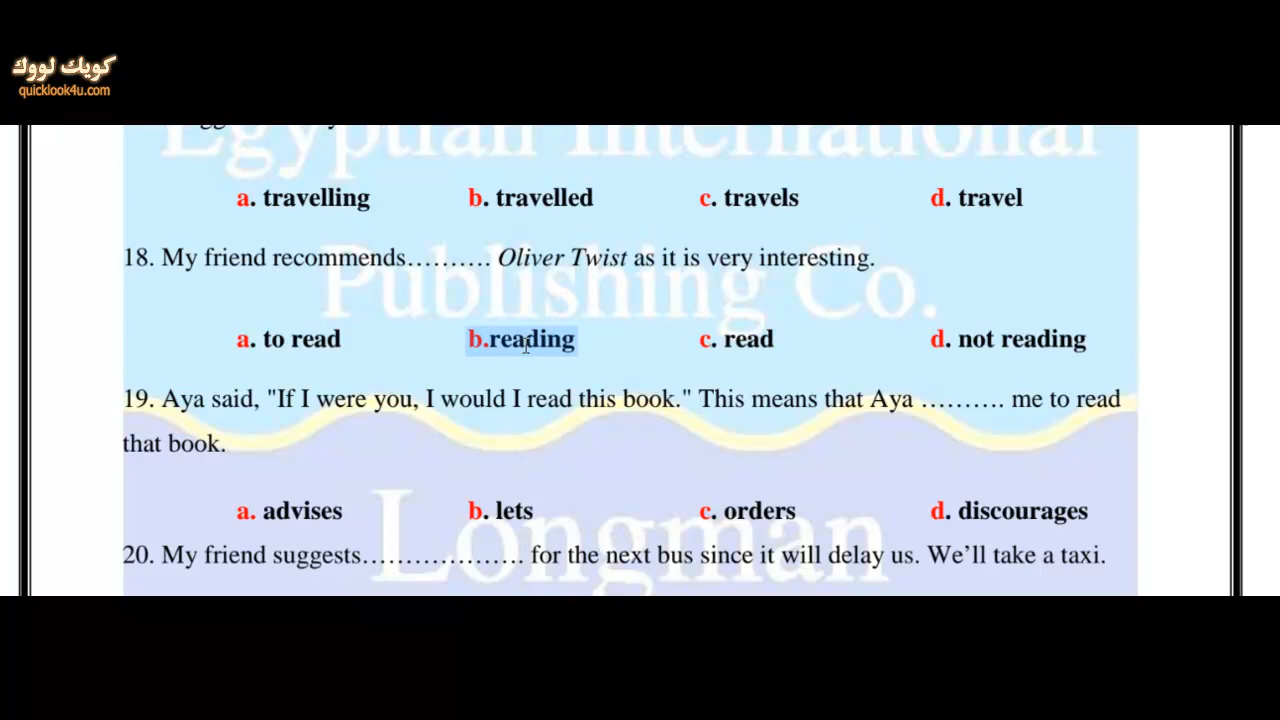 كويك لووك
quicklook4u.com
Egyptian International
a. travelling b. travelled c. travels d. travel
18. My friend recommends………. Oliver Twist as it is very interesting.
Publishing Co.
a. to read b.reading c. read d. not reading
19. Aya said, "If I were you, I would I read this book." This means that Aya ………. me to read
that book.
Longman
a. advises b. lets c. orders d. discourages
20. My friend suggests………………. for the next bus since it will delay us. We’ll take a taxi.